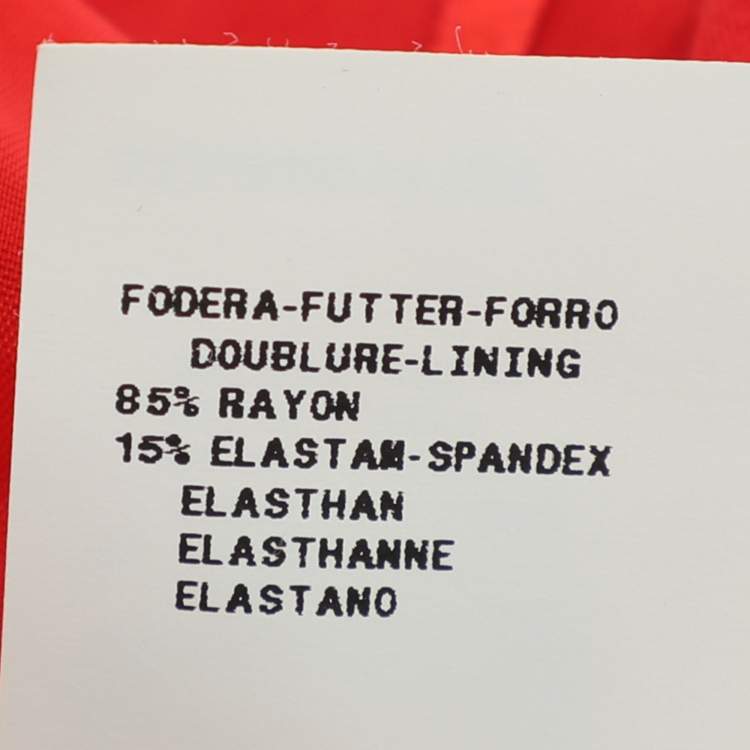 FODERA-FUTTER-FORRO
DOUBLURE-LINING
85% RAYON
15% ELASTAM-SPANDEX
ELASTHAN
ELASTHANNE
ELASTANO